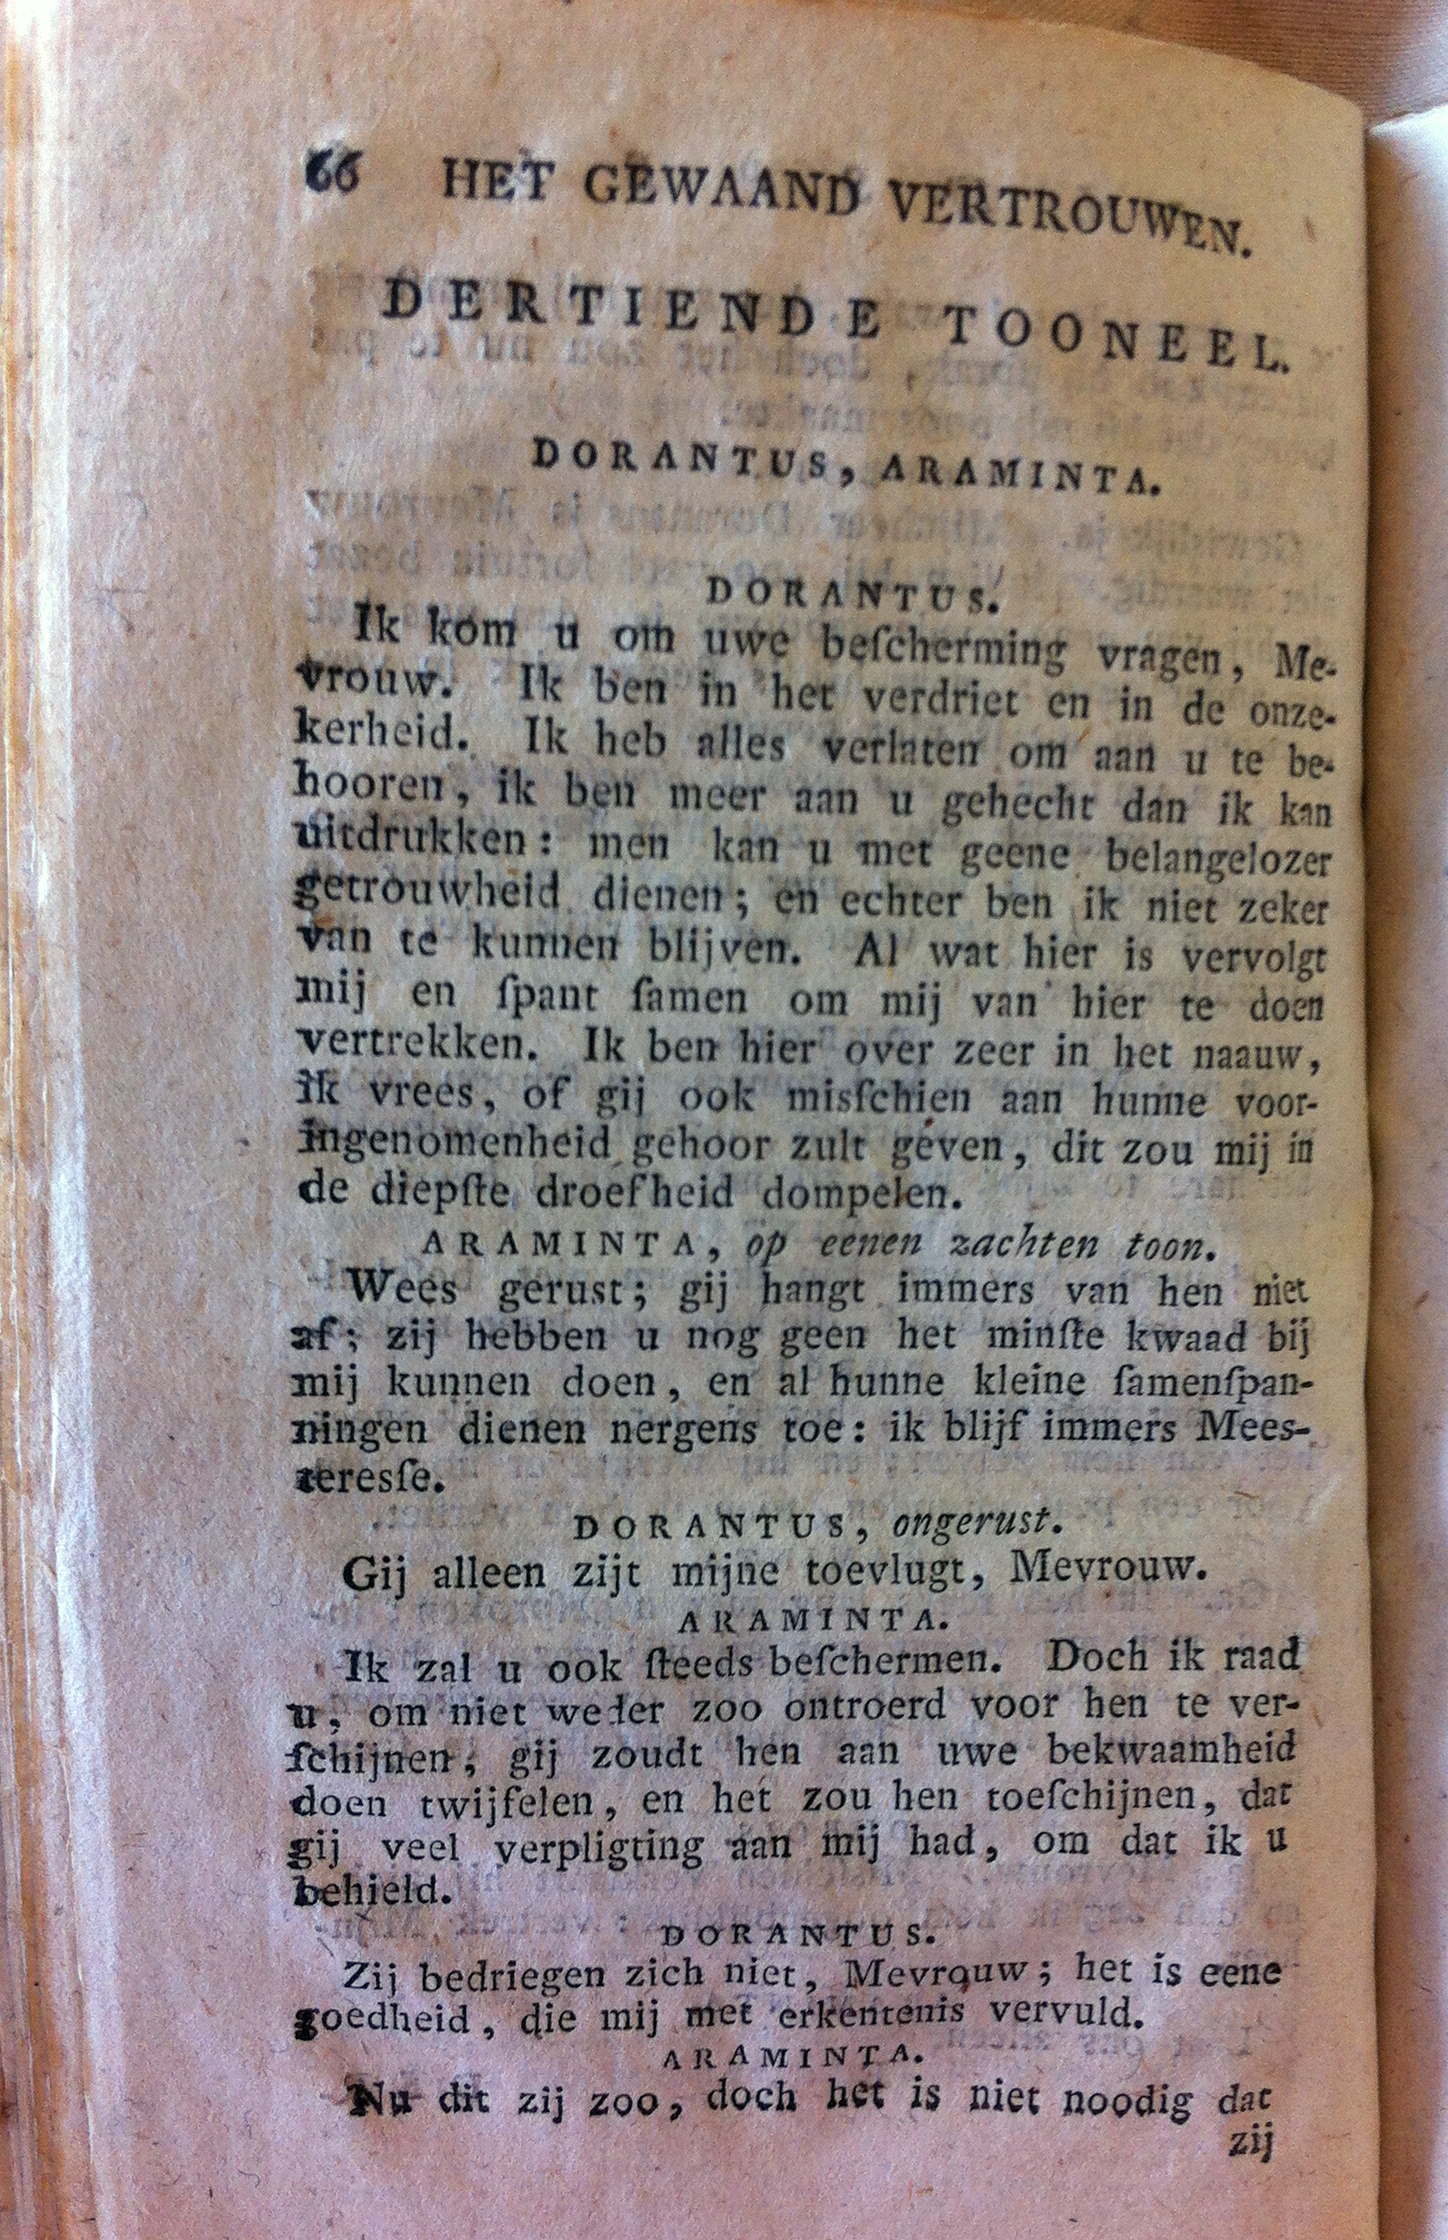 66 HET GEWAAND VERTROUWEN.
DERTIENDE TOONEEL.
DORANTUS, ARAMINTA.
DORANTUS.
Ik kom u om uwe beſcherming vragen, Me-
vrouw. Ik ben in het verdriet en in de onze-
kerheid. Ik heb alles verlaten om aan u te be-
hooren, ik ben meer aan u gehecht dan ik kan
uitdrukken: men kan u met geene belangelozer
getrouwheid dienen; en echter ben ik niet zeker
van te kunnen blijven. Al wat hier is vervolgt
mij en ſpant ſamen om mij van hier te doen
vertrekken. Ik ben hier over zeer in het naauw,
ik vrees, of gij ook misſchien aan hunne voor-
ingenomenheid gehoor zult geven, dit zou mij in
de diepſte droefheid dompelen.
ARAMINTA, op eenen zachten toon.
Wees gerust; gij hangt immers van hen niet
af; zij hebben u nog geen het minſte kwaad bij
mij kunnen doen, en al hunne kleine ſamenſpan-
ningen dienen nergens toe: ik blijf immers Mees-
teresſe.
DORANTUS, ongerust.
Gij alleen zijt mijne toevlugt, Mevrouw.
ARAMINTA.
Ik zal u ook ſteeds beſchermen. Doch ik raad
u, om niet weder zoo ontroerd voor hen te ver-
ſchijnen, gij zoudt hen aan uwe bekwaamheid
doen twijfelen, en het zou hen toeſchijnen, dat
gij veel verpligting aan mij had, om dat ik u
behield.
DORANTUS.
Zij bedriegen zich niet, Mevrouw; het is eene
goedheid, die mij met erkentenis vervuld.
ARAMINTA.
Nu dit zij zoo, doch het is niet noodig dat
zij